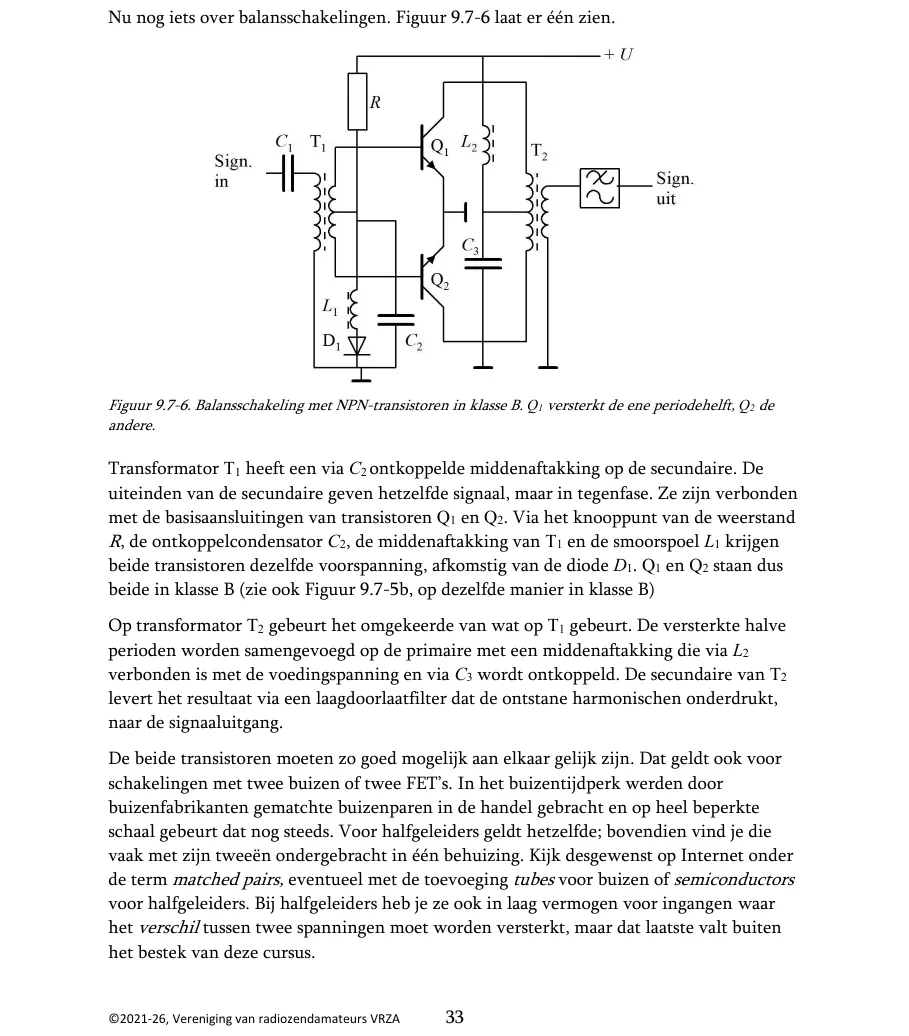 Nu nog iets over balansschakelingen. Figuur 9.7-6 laat er één zien.
+ U
R
C1 T1
Q1
L2
T2
Sign.
in
Sign.
uit
C3
Q2
L1
D1
C2
Figuur 9.7-6. Balansschakeling met NPN-transistoren in klasse B. Q1 versterkt de ene periodehelft, Q2 de
andere.
Transformator T1 heeft een via C2 ontkoppelde middenaftakking op de secundaire. De
uiteinden van de secundaire geven hetzelfde signaal, maar in tegenfase. Ze zijn verbonden
met de basisaansluitingen van transistoren Q1 en Q2. Via het knooppunt van de weerstand
R, de ontkoppelcondensator C2, de middenaftakking van T1 en de smoorspoel L1 krijgen
beide transistoren dezelfde voorspanning, afkomstig van de diode D1. Q1 en Q2 staan dus
beide in klasse B (zie ook Figuur 9.7-5b, op dezelfde manier in klasse B)
Op transformator T2 gebeurt het omgekeerde van wat op T1 gebeurt. De versterkte halve
perioden worden samengevoegd op de primaire met een middenaftakking die via L2
verbonden is met de voedingspanning en via C3 wordt ontkoppeld. De secundaire van T2
levert het resultaat via een laagdoorlaatfilter dat de ontstane harmonischen onderdrukt,
naar de signaaluitgang.
De beide transistoren moeten zo goed mogelijk aan elkaar gelijk zijn. Dat geldt ook voor
schakelingen met twee buizen of twee FET’s. In het buizentijdperk werden door
buizenfabrikanten gematchte buizenparen in de handel gebracht en op heel beperkte
schaal gebeurt dat nog steeds. Voor halfgeleiders geldt hetzelfde; bovendien vind je die
vaak met zijn tweeën ondergebracht in één behuizing. Kijk desgewenst op Internet onder
de term matched pairs, eventueel met de toevoeging tubes voor buizen of semiconductors
voor halfgeleiders. Bij halfgeleiders heb je ze ook in laag vermogen voor ingangen waar
het verschil tussen twee spanningen moet worden versterkt, maar dat laatste valt buiten
het bestek van deze cursus.
©2021-26, Vereniging van radiozendamateurs VRZA 33